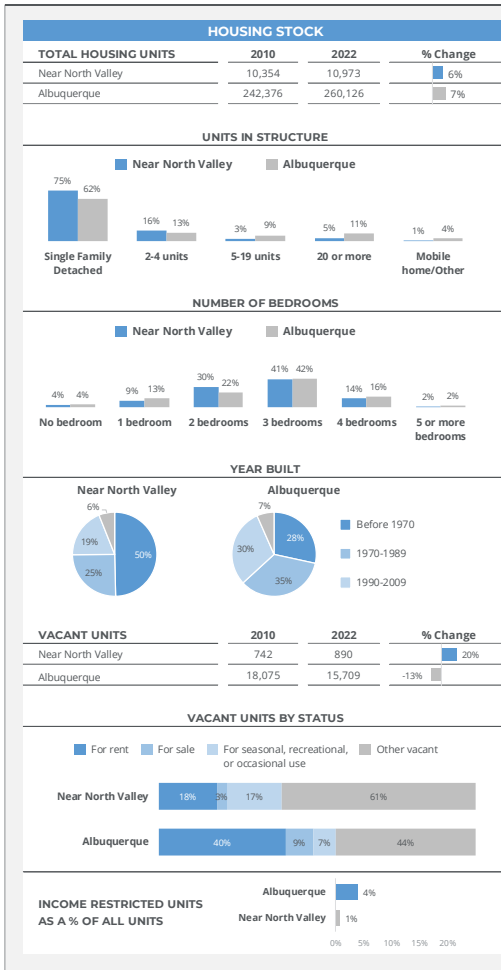 HOUSING STOCK
TOTAL HOUSING UNITS 2010 2022 % Change
Near North Valley 10,354 10,973 6%
Albuquerque 242,376 260,126 7%
UNITS IN STRUCTURE
Near North Valley Albuquerque
75% 62% 16% 13% 3% 9% 5% 11% 1% 4%
Single Family 2-4 units 5-19 units 20 or more Mobile
Detached home/Other
NUMBER OF BEDROOMS
Near North Valley Albuquerque
4% 4% 9% 13% 30% 22% 41% 42% 14% 16% 2% 2%
No bedroom 1 bedroom 2 bedrooms 3 bedrooms 4 bedrooms 5 or more
bedrooms
YEAR BUILT
Near North Valley Albuquerque
6% 7%
19% 50% 30% 28% Before 1970
25% 35% 1970-1989
1990-2009
VACANT UNITS 2010 2022 % Change
Near North Valley 742 890 20%
Albuquerque 18,075 15,709 -13%
VACANT UNITS BY STATUS
For rent For sale For seasonal, recreational, Other vacant
or occasional use
Near North Valley 18% 3% 17% 61%
Albuquerque 40% 9% 7% 44%
Albuquerque 4%
INCOME RESTRICTED UNITS
Near North Valley 1%
AS A % OF ALL UNITS
0% 5% 10% 15% 20%